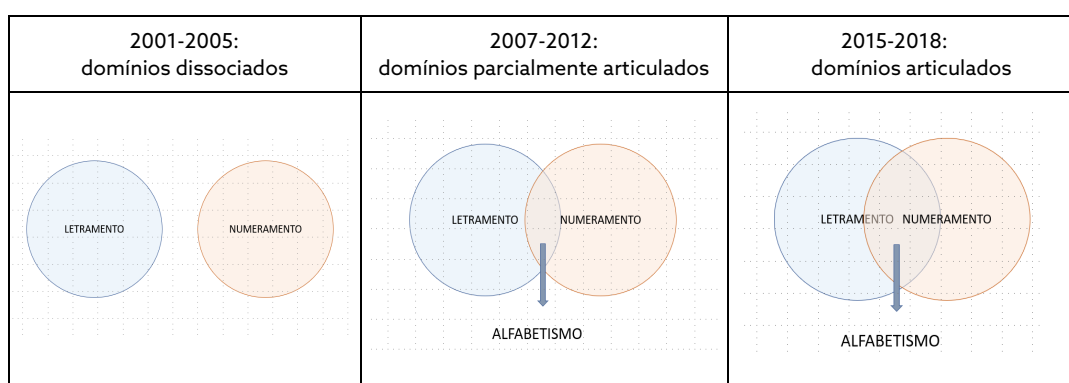 2001-2005:
domínios dissociados
2007-2012:
domínios parcialmente articulados
2015-2018:
domínios articulados
LETRAMENTO
NUMERAMENTO
LETRAMENTO
NUMERAMENTO
ALFABETISMO
LETRAMENTO
NUMERAMENTO
ALFABETISMO